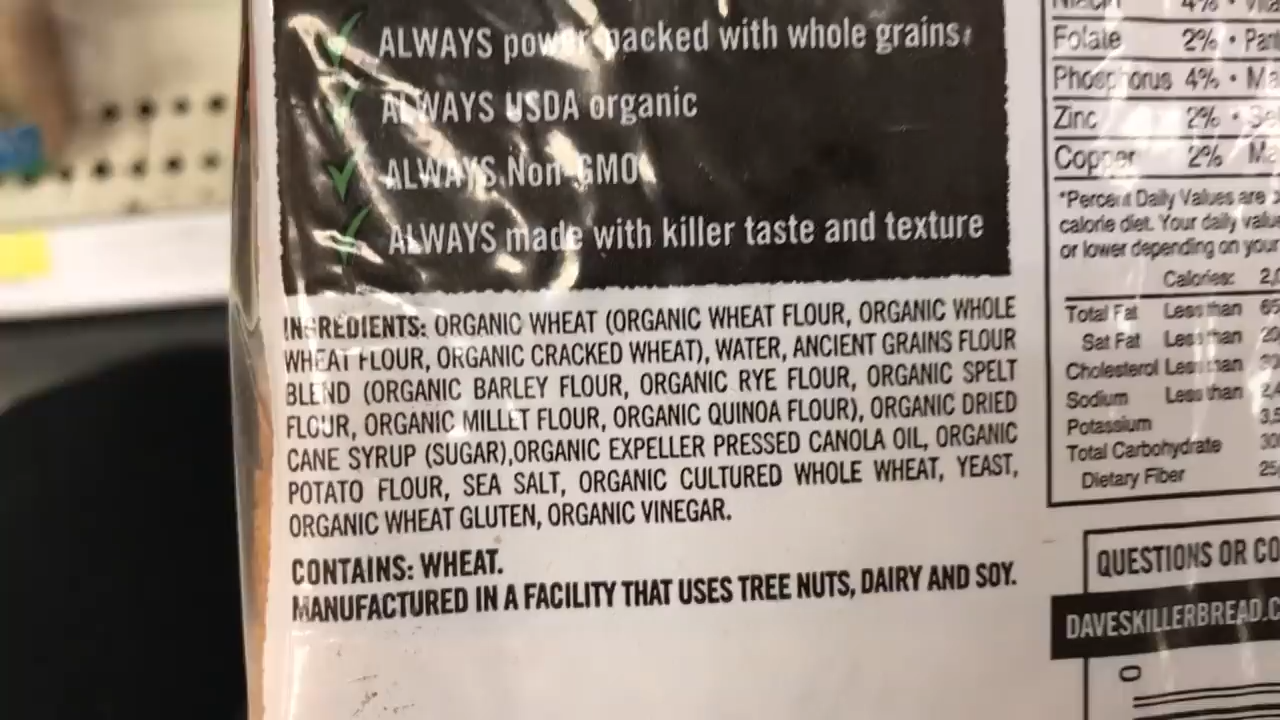 ALWAYS power packed with whole grains
ALWAYS USDA organic
ALWAYS Non-GMO
ALWAYS made with killer taste and texture
INGREDIENTS: ORGANIC WHEAT (ORGANIC WHEAT FLOUR, ORGANIC WHOLE
WHEAT FLOUR, ORGANIC CRACKED WHEAT), WATER, ANCIENT GRAINS FLOUR
BLEND (ORGANIC BARLEY FLOUR, ORGANIC RYE FLOUR, ORGANIC SPELT
FLOUR, ORGANIC MILLET FLOUR, ORGANIC QUINOA FLOUR), ORGANIC DRIED
CANE SYRUP (SUGAR),ORGANIC EXPELLER PRESSED CANOLA OIL, ORGANIC
POTATO FLOUR, SEA SALT, ORGANIC CULTURED WHOLE WHEAT, YEAST,
ORGANIC WHEAT GLUTEN, ORGANIC VINEGAR.
CONTAINS: WHEAT.
MANUFACTURED IN A FACILITY THAT USES TREE NUTS, DAIRY AND SOY.
Niacin 4% •
Folate 2% •
Phosphorus 4% •
Zinc 2% •
Copper 2%
*Percent Daily Values are
calorie diet. Your daily
or lower depending on your
Calories:
Total Fat Less than
Sat Fat Less than
Cholesterol Less than
Sodium Less than
Potassium
Total Carbohydrate
Dietary Fiber
QUESTIONS OR
DAVESKILLERBREAD.C
0